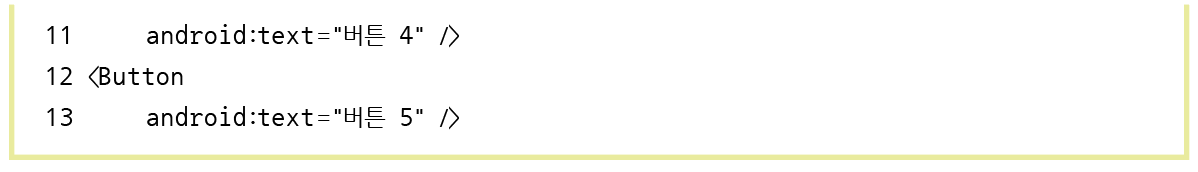 11     android:text="버튼 4" />
12 <Button
13     android:text="버튼 5" />